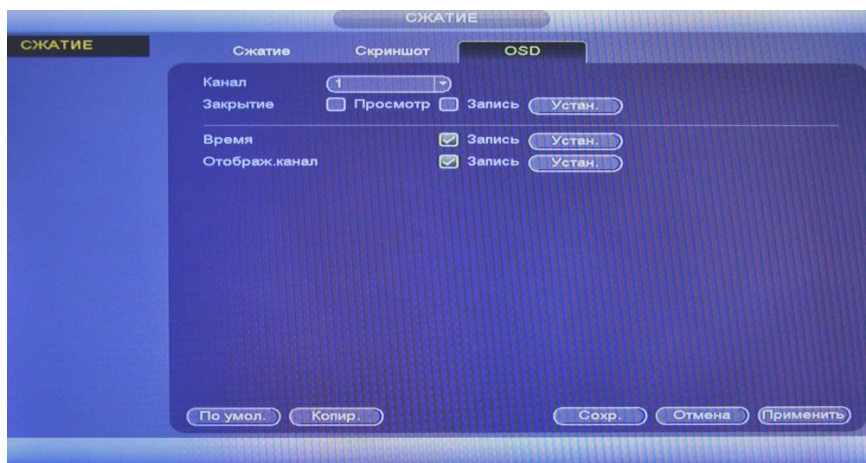 СЖАТИЕ
СЖАТИЕ
Сжатие Скриншот OSD
Канал 1
Закрытие Просмотр Запись Устан.
Время Запись Устан.
Отображ.канал Запись Устан.
По умол. Копир. Сохр. Отмена Применить